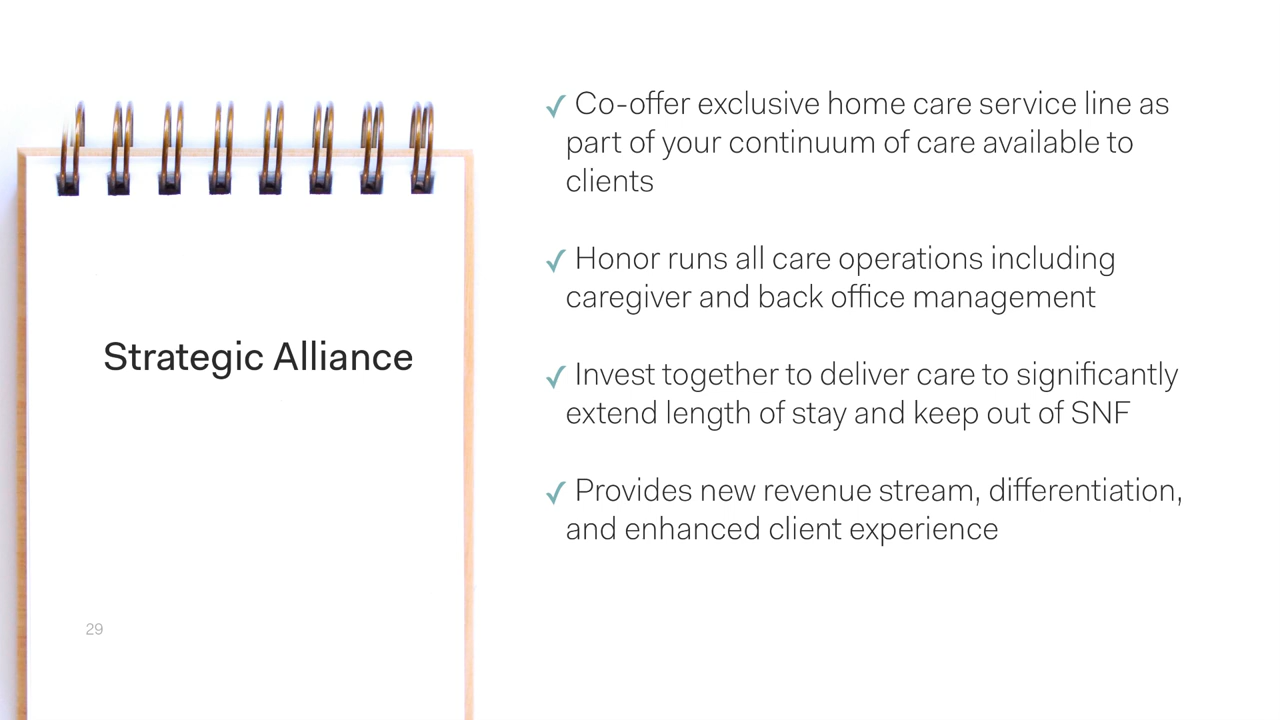 Strategic Alliance
29
✓ Co-offer exclusive home care service line as
part of your continuum of care available to
clients
✓ Honor runs all care operations including
caregiver and back office management
✓ Invest together to deliver care to significantly
extend length of stay and keep out of SNF
✓ Provides new revenue stream, differentiation,
and enhanced client experience